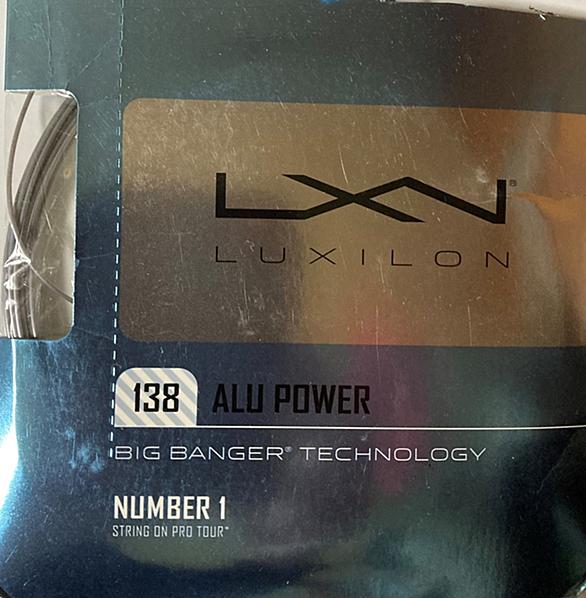 LXN®
LUXILON
138 ALU POWER
BIG BANGER® TECHNOLOGY
NUMBER 1
STRING ON PRO TOUR*